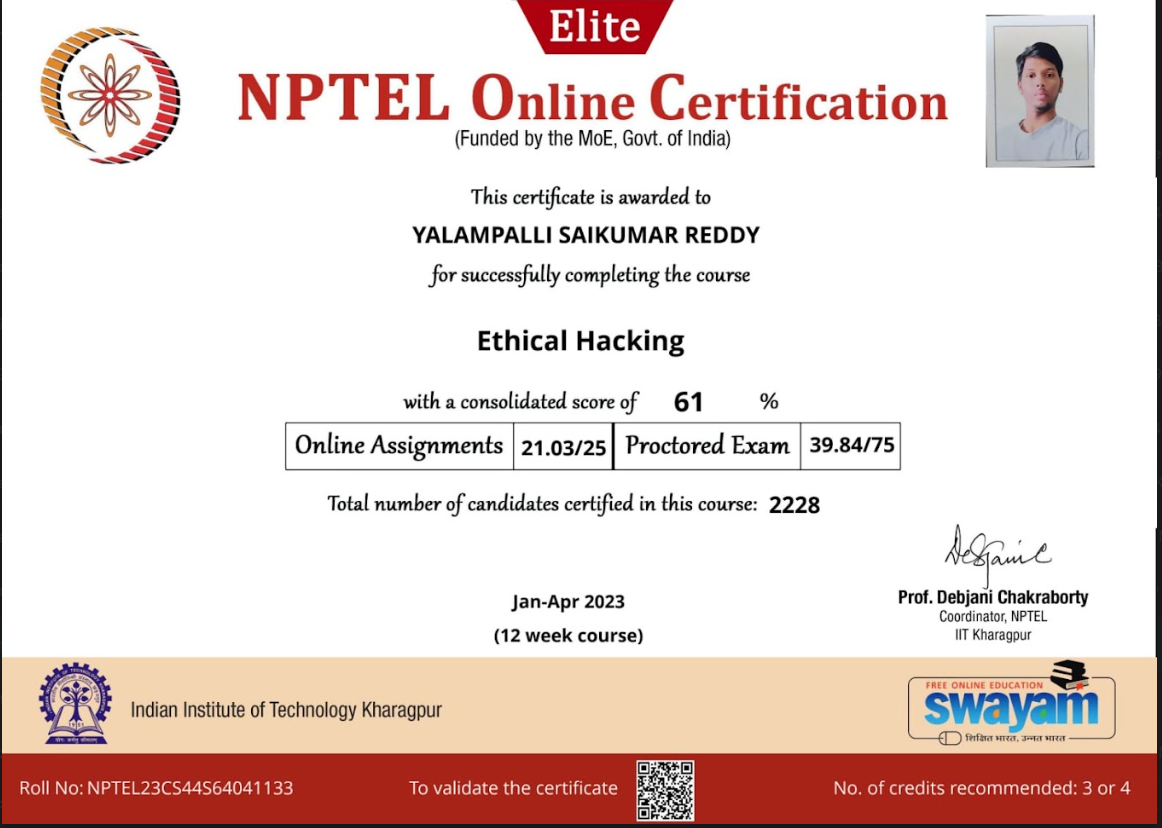 Elite
NPTEL Online Certification
(Funded by the MoE, Govt. of India)
This certificate is awarded to
YALAMPALLI SAIKUMAR REDDY
for successfully completing the course
Ethical Hacking
with a consolidated score of 61 %
Online Assignments 21.03/25 Proctored Exam 39.84/75
Total number of candidates certified in this course: 2228
Jan-Apr 2023
(12 week course)
Prof. Debjani Chakraborty
Coordinator, NPTEL
IIT Kharagpur
Indian Institute of Technology Kharagpur
FREE ONLINE EDUCATION
swayam
शिक्षित भारत, उन्नत भारत
Roll No: NPTEL23CS44S64041133
To validate the certificate
No. of credits recommended: 3 or 4